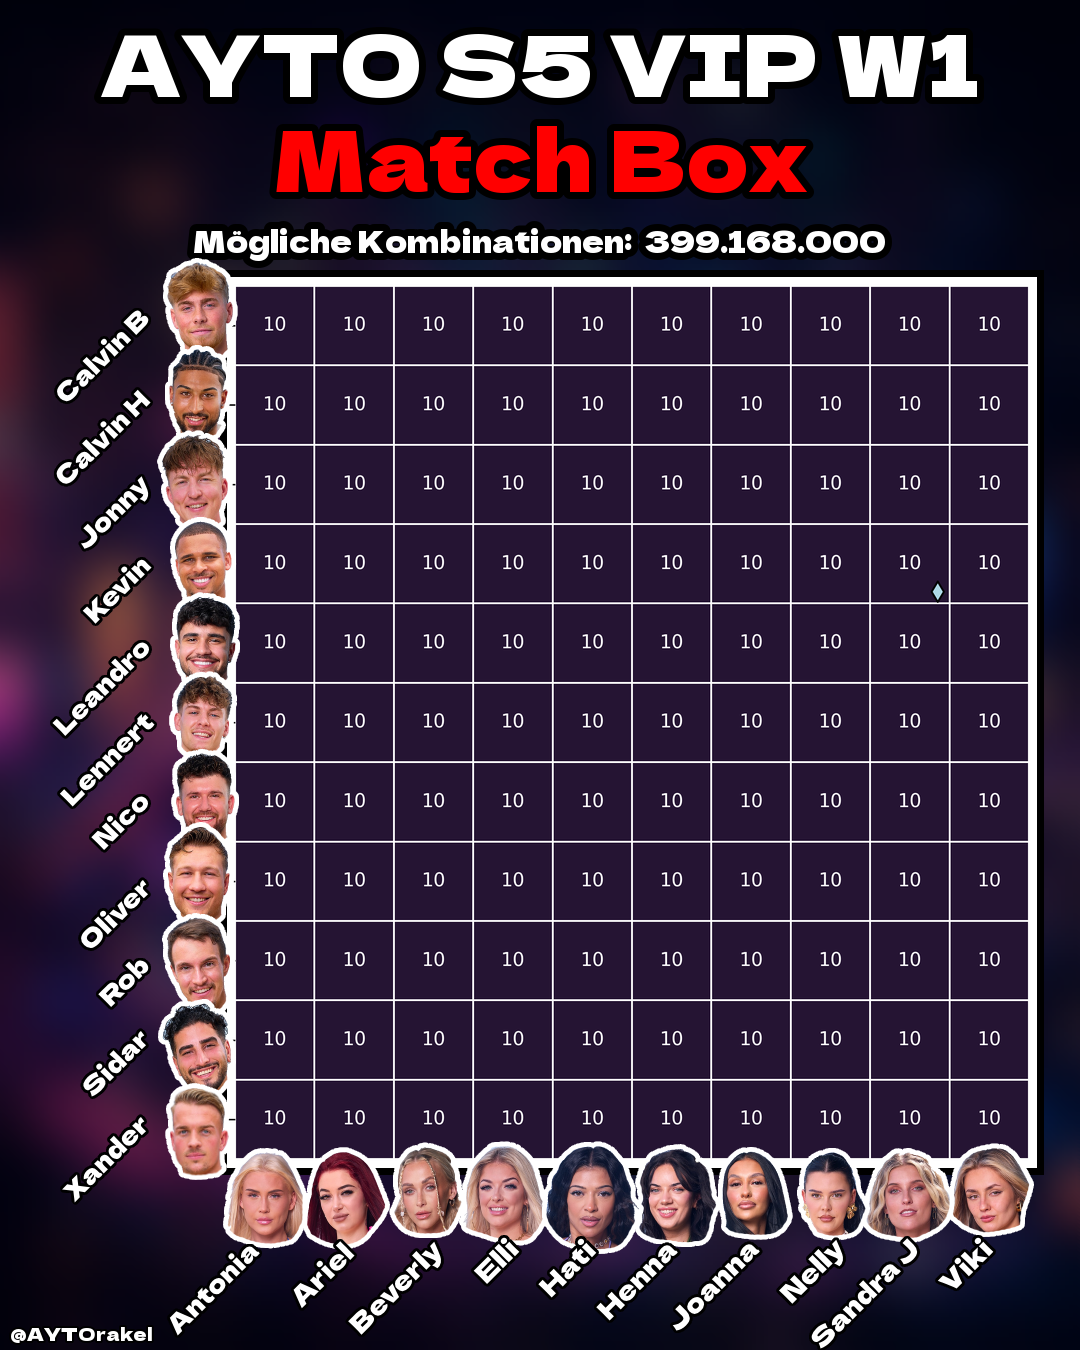 AYTO S5 VIP W1
Match Box
Mögliche Kombinationen: 399.168.000
Calvin B 10 10 10 10 10 10 10 10 10 10
Calvin H 10 10 10 10 10 10 10 10 10 10
Jonny 10 10 10 10 10 10 10 10 10 10
Kevin 10 10 10 10 10 10 10 10 10 10
Leandro 10 10 10 10 10 10 10 10 10 10
Lennert 10 10 10 10 10 10 10 10 10 10
Nico 10 10 10 10 10 10 10 10 10 10
Oliver 10 10 10 10 10 10 10 10 10 10
Rob 10 10 10 10 10 10 10 10 10 10
Sidar 10 10 10 10 10 10 10 10 10 10
Xander 10 10 10 10 10 10 10 10 10 10
Antonia Ariel Beverly Elli Hati Henna Joanna Nelly Sandra J Viki
@AYTOrakel